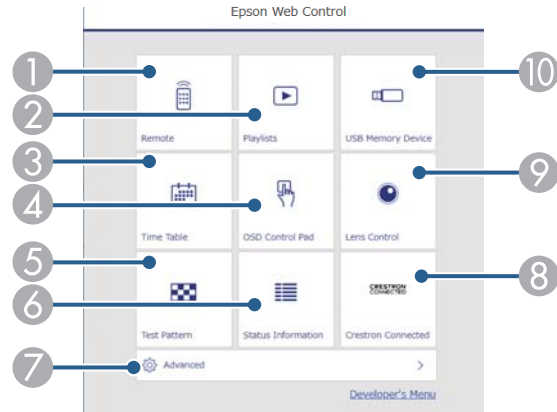 Epson Web Control
1
Remote
2
Playlists
10
USB Memory Device
3
Time Table
4
OSD Control Pad
9
Lens Control
5
Test Pattern
6
Status Information
8
CRESTRON
CONNECTED
Crestron Connected
7
Advanced
Developer's Menu